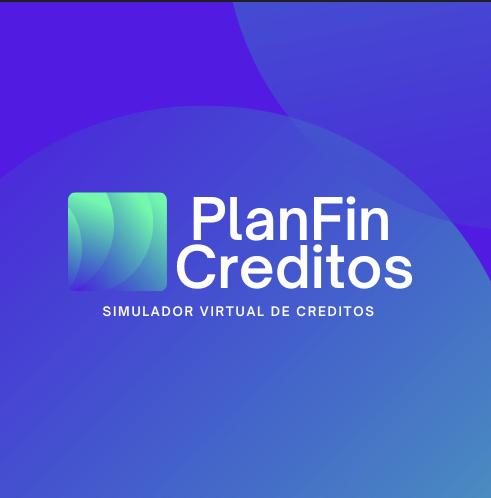 PlanFin
Creditos
SIMULADOR VIRTUAL DE CREDITOS